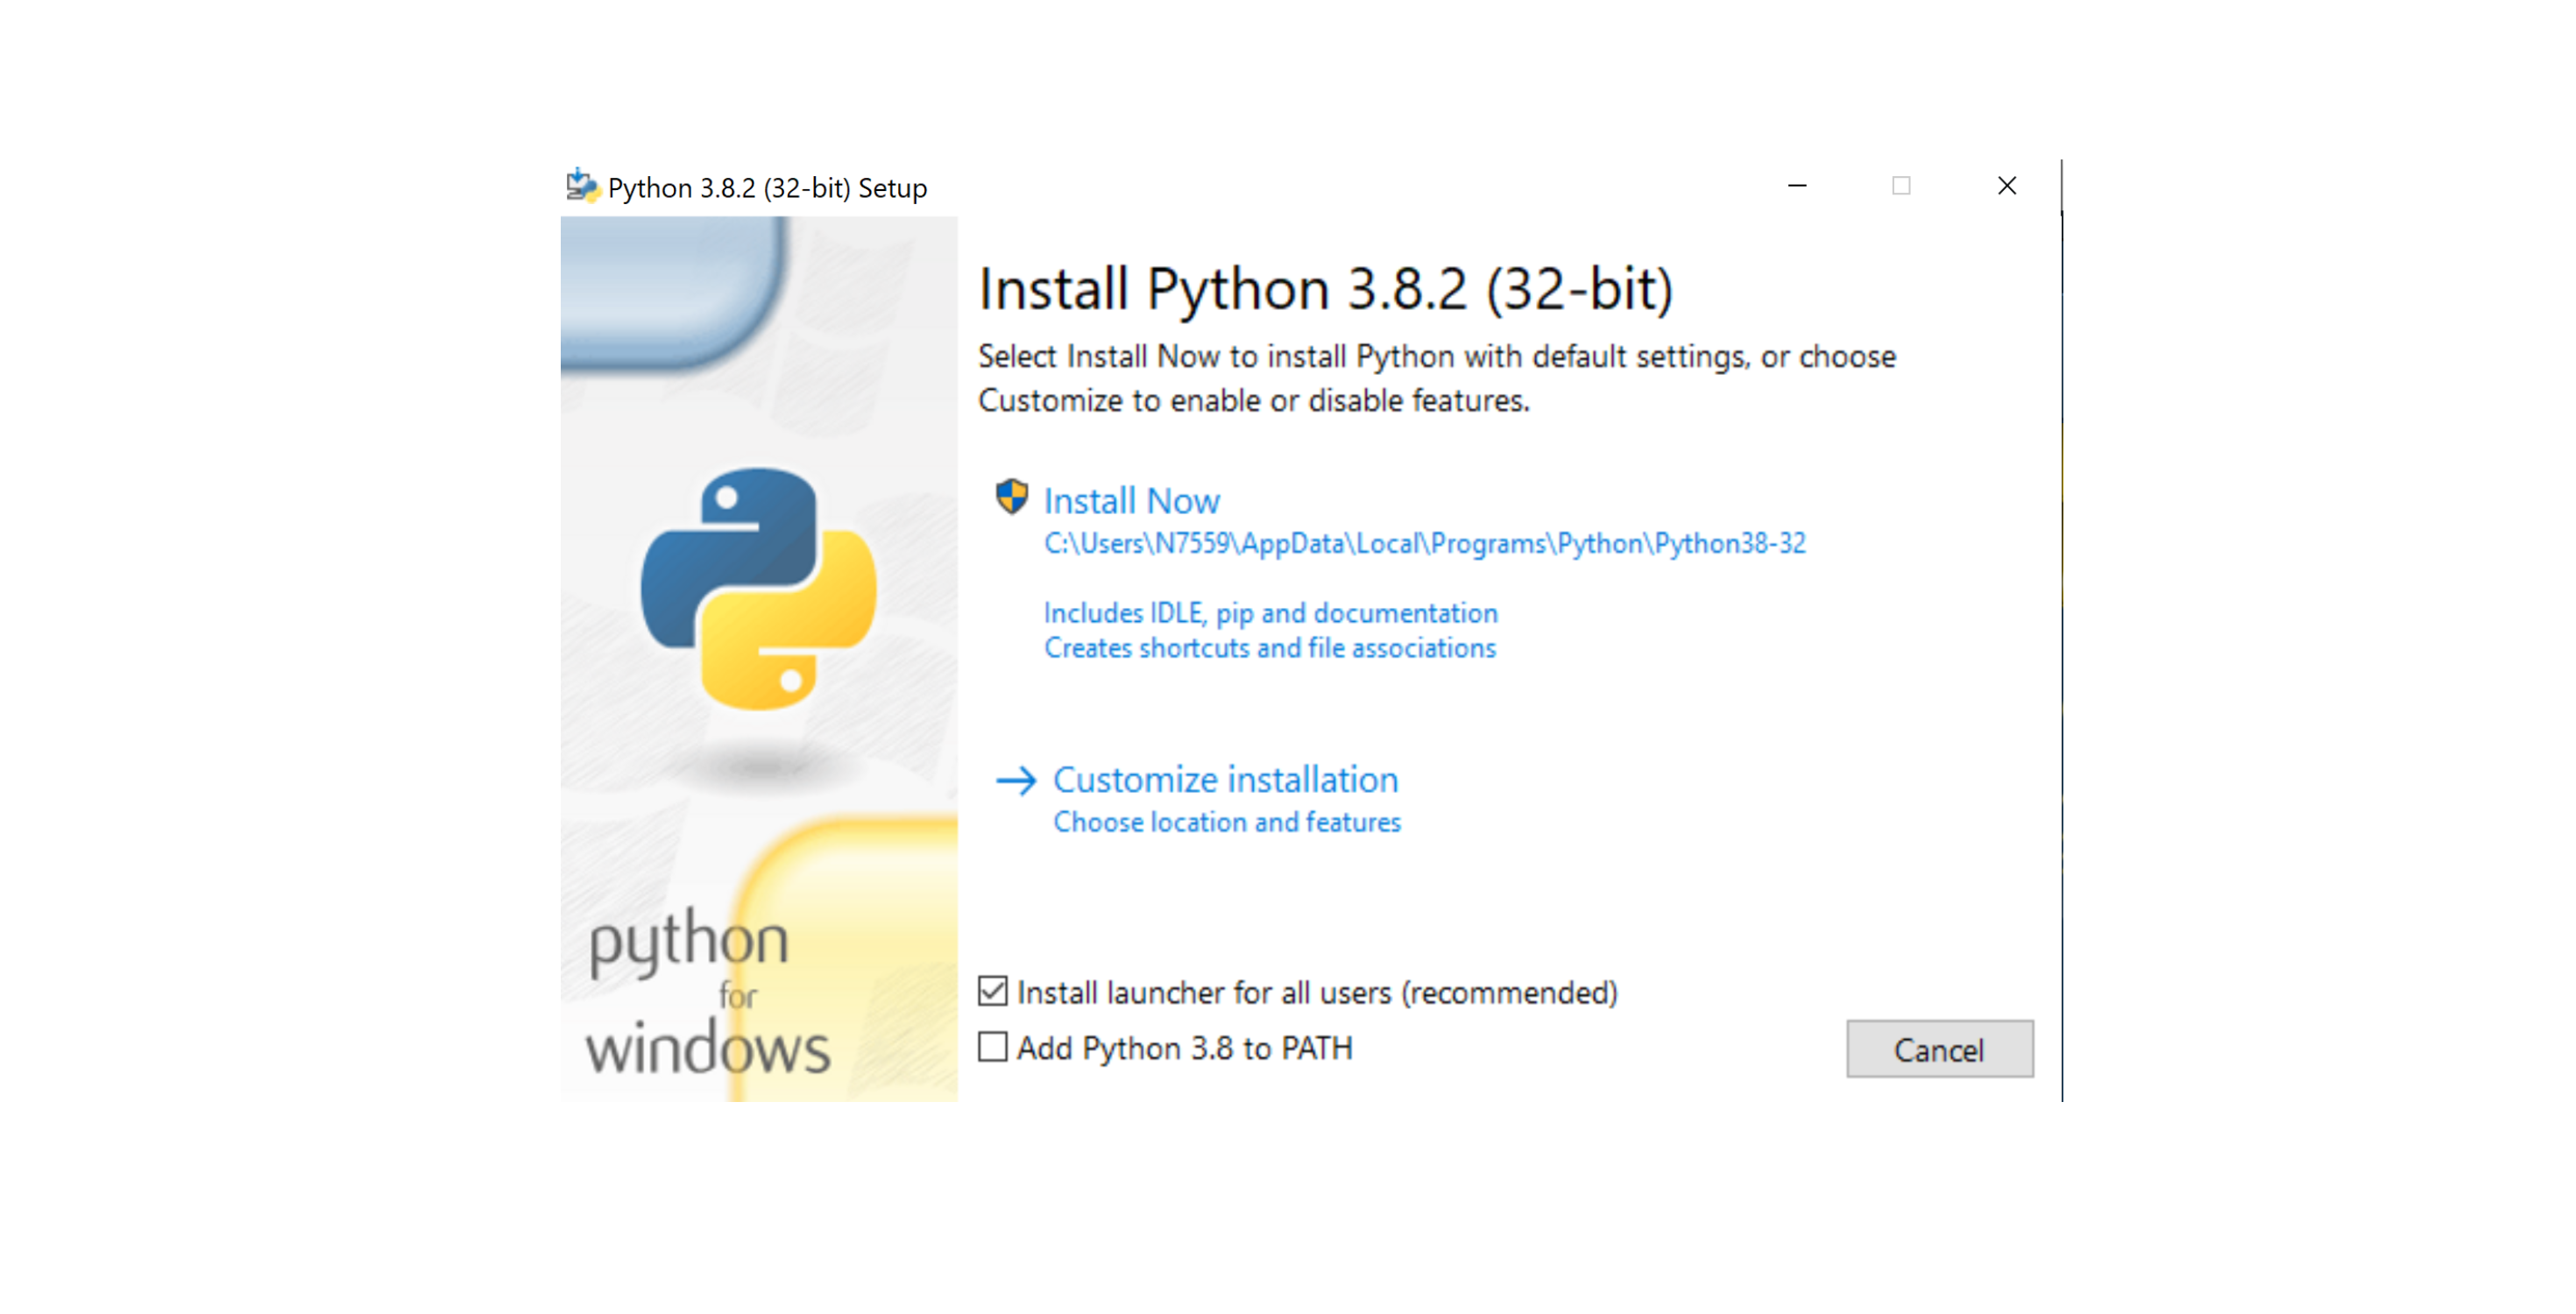 Python 3.8.2 (32-bit) Setup
Install Python 3.8.2 (32-bit)
Select Install Now to install Python with default settings, or choose
Customize to enable or disable features.
Install Now
C:\Users\N7559\AppData\Local\Programs\Python\Python38-32
Includes IDLE, pip and documentation
Creates shortcuts and file associations
Customize installation
Choose location and features
python
for
windows
Install launcher for all users (recommended)
Add Python 3.8 to PATH
Cancel